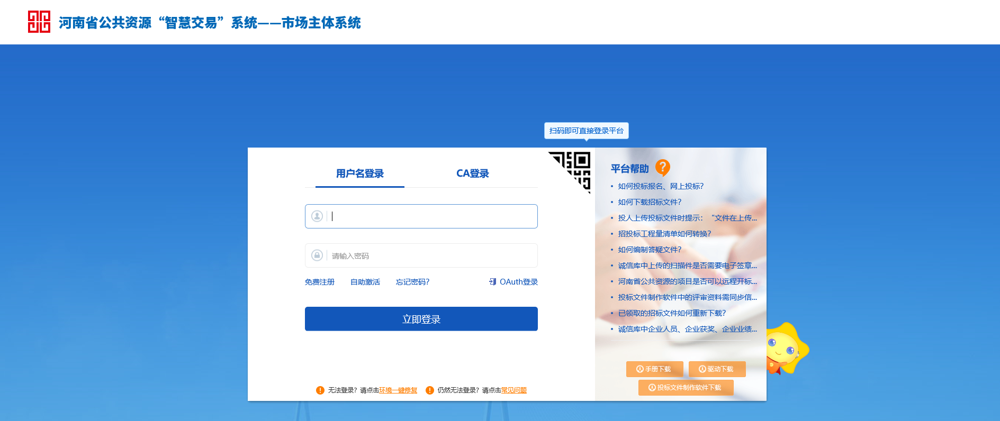 河南省公共资源“智慧交易”系统——市场主体系统
扫码即可直接登录平台
用户名登录
CA登录
请输入密码
免费注册
自助激活
忘记密码？
OAuth登录
立即登录
无法登录？请点击环境一键修复
仍然无法登录？请点击常见问题
平台帮助
如何投标报名、网上投标？
如何下载招标文件？
投人上传投标文件时提示：“文件在上传...
招投标工程量清单如何转换？
如何编制答疑文件？
诚信库中上传的扫描件是否需要电子签章...
河南省公共资源的项目是否可以远程开标...
投标文件制作软件中的评审资料需同步信...
已领取的招标文件如何重新下载？
诚信库中企业人员、企业获奖、企业业绩...
手册下载
驱动下载
投标文件制作软件下载